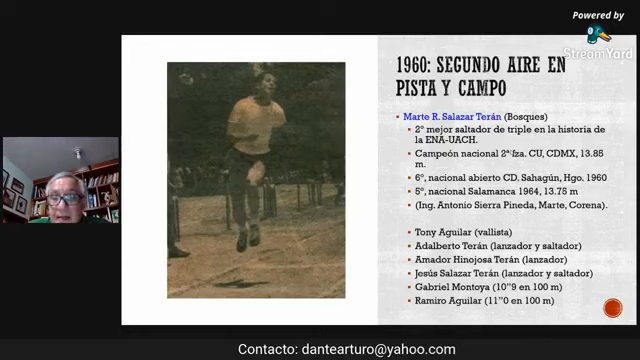 Powered by
StreamYard
1960: SEGUNDO AIRE EN
PISTA Y CAMPO
Marte R. Salazar Terán (Bosques)
2° mejor saltador de triple en la historia de
la ENA-UACH.
Campeón nacional 2ª fza. CU, CDMX, 13.85
m.
6°, nacional abierto CD. Sahagún, Hgo. 1960
5°, nacional Salamanca 1964, 13.75 m
(Ing. Antonio Sierra Pineda, Marte, Corena).
Tony Aguilar (vallista)
Adalberto Terán (lanzador y saltador)
Amador Hinojosa Terán (lanzador)
Jesús Salazar Terán (lanzador y saltador)
Gabriel Montoya (10"9 en 100 m)
Ramiro Aguilar (11"0 en 100 m)
Contacto: dantearturo@yahoo.com